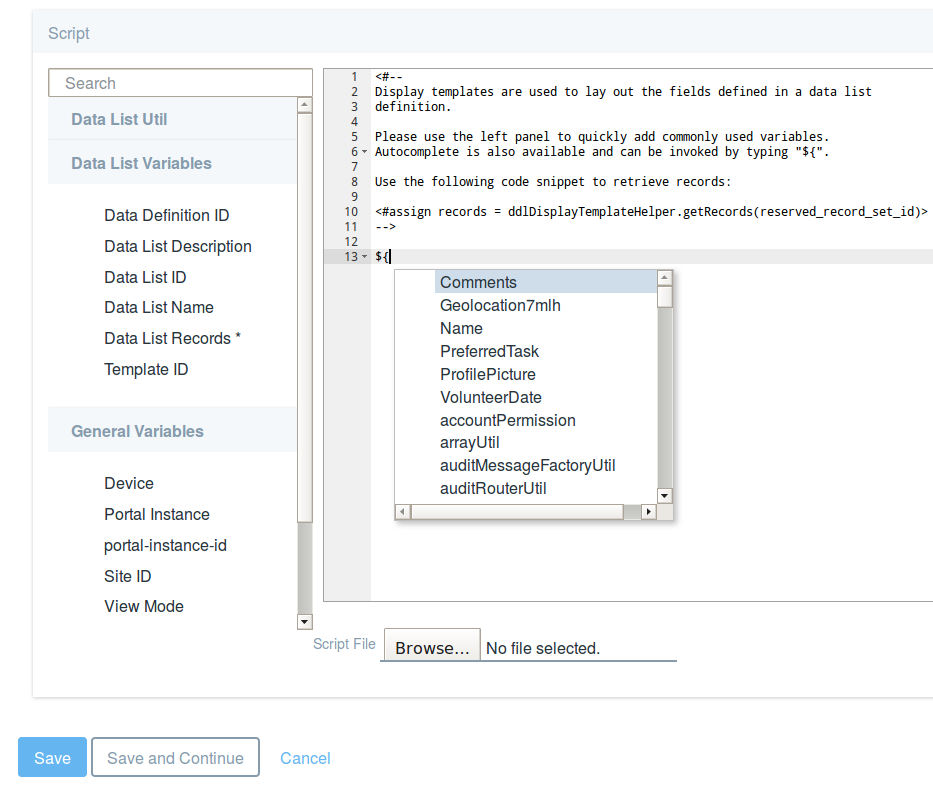 Script
Search
Data List Util
Data List Variables
Data Definition ID
Data List Description
Data List ID
Data List Name
Data List Records *
Template ID
General Variables
Device
Portal Instance
portal-instance-id
Site ID
View Mode
1 <#--
2 Display templates are used to lay out the fields defined in a data list
3 definition.
4
5 Please use the left panel to quickly add commonly used variables.
6 Autocomplete is also available and can be invoked by typing "${".
7
8 Use the following code snippet to retrieve records:
9
10 <#assign records = ddlDisplayTemplateHelper.getRecords(reserved_record_set_id)>
11 -->
12
13 ${
Comments
Geolocation7mlh
Name
PreferredTask
ProfilePicture
VolunteerDate
accountPermission
arrayUtil
auditMessageFactoryUtil
auditRouterUtil
Script File Browse... No file selected.
Save Save and Continue Cancel